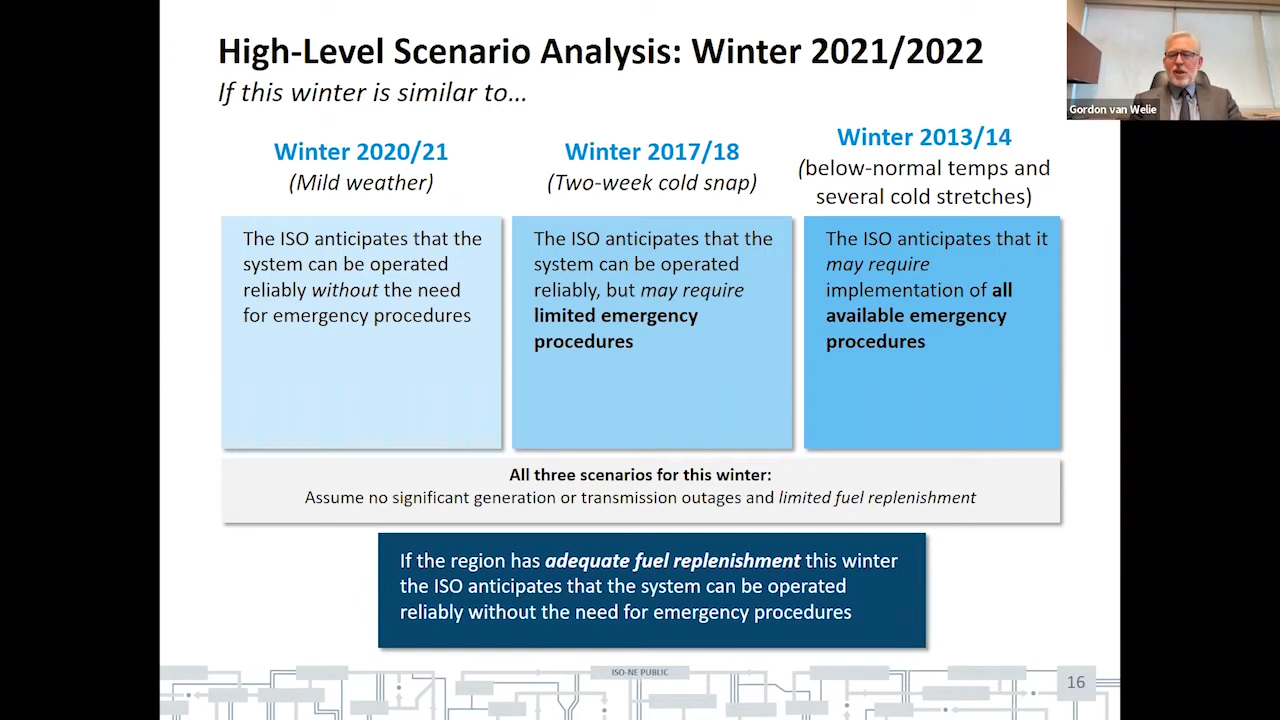 High-Level Scenario Analysis: Winter 2021/2022
If this winter is similar to...
Gordon van Welie
Winter 2020/21
(Mild weather)
The ISO anticipates that the
system can be operated
reliably without the need
for emergency procedures
Winter 2017/18
(Two-week cold snap)
The ISO anticipates that the
system can be operated
reliably, but may require
limited emergency
procedures
Winter 2013/14
(below-normal temps and
several cold stretches)
The ISO anticipates that it
may require
implementation of all
available emergency
procedures
All three scenarios for this winter:
Assume no significant generation or transmission outages and limited fuel replenishment
If the region has adequate fuel replenishment this winter
the ISO anticipates that the system can be operated
reliably without the need for emergency procedures
ISO-NE PUBLIC
16